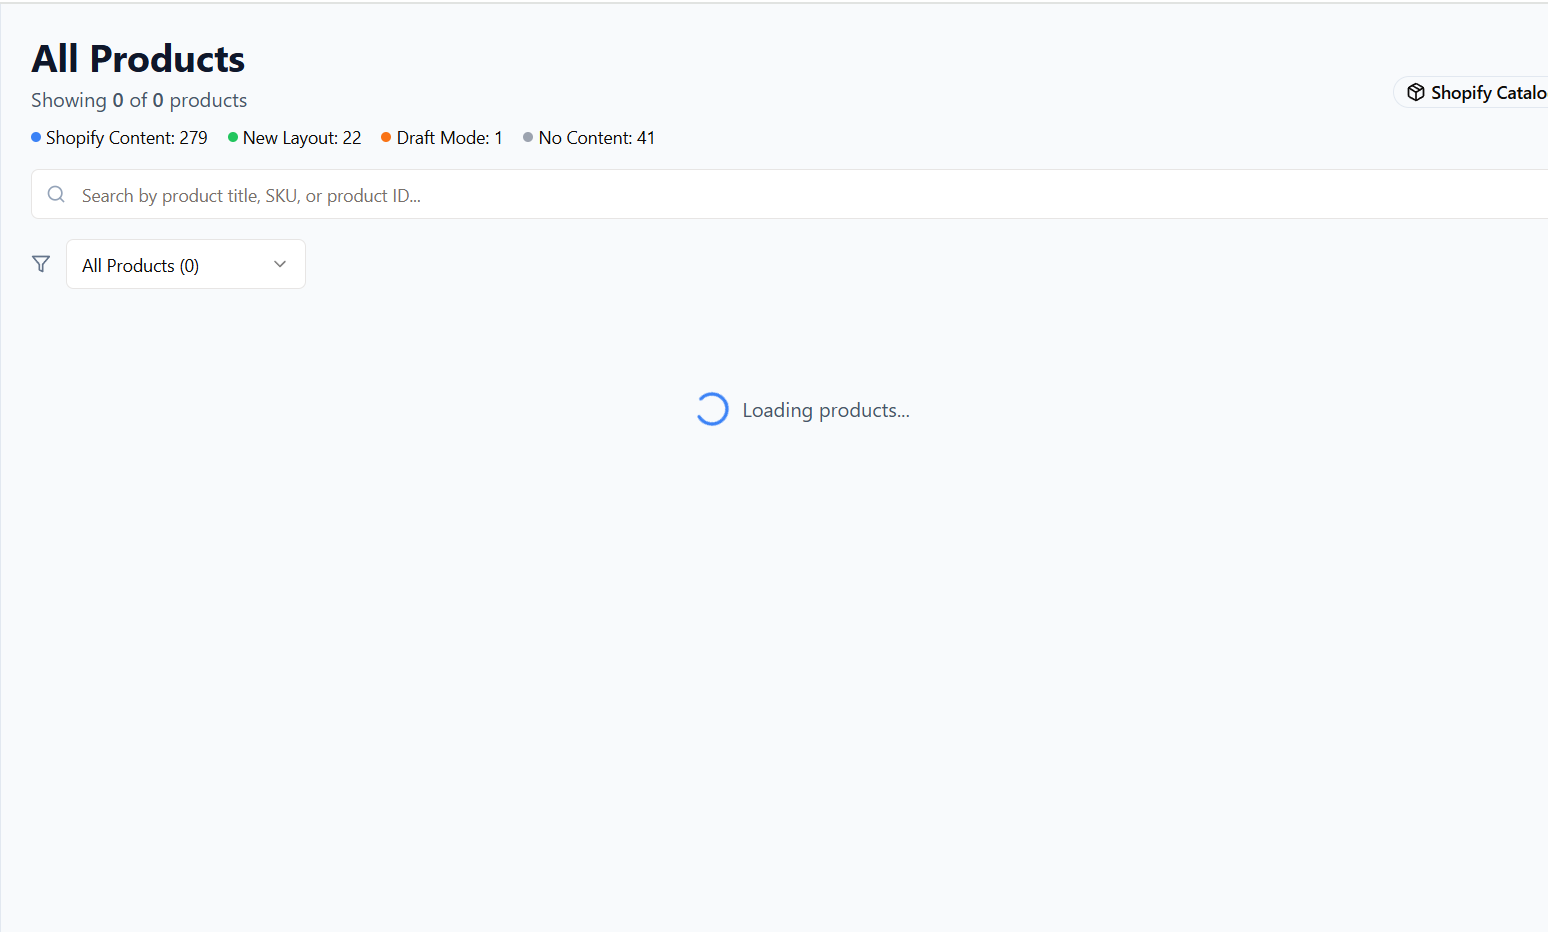 All Products
Showing 0 of 0 products
Shopify Catalo
Shopify Content: 279 New Layout: 22 Draft Mode: 1 No Content: 41
Search by product title, SKU, or product ID...
All Products (0)
Loading products...